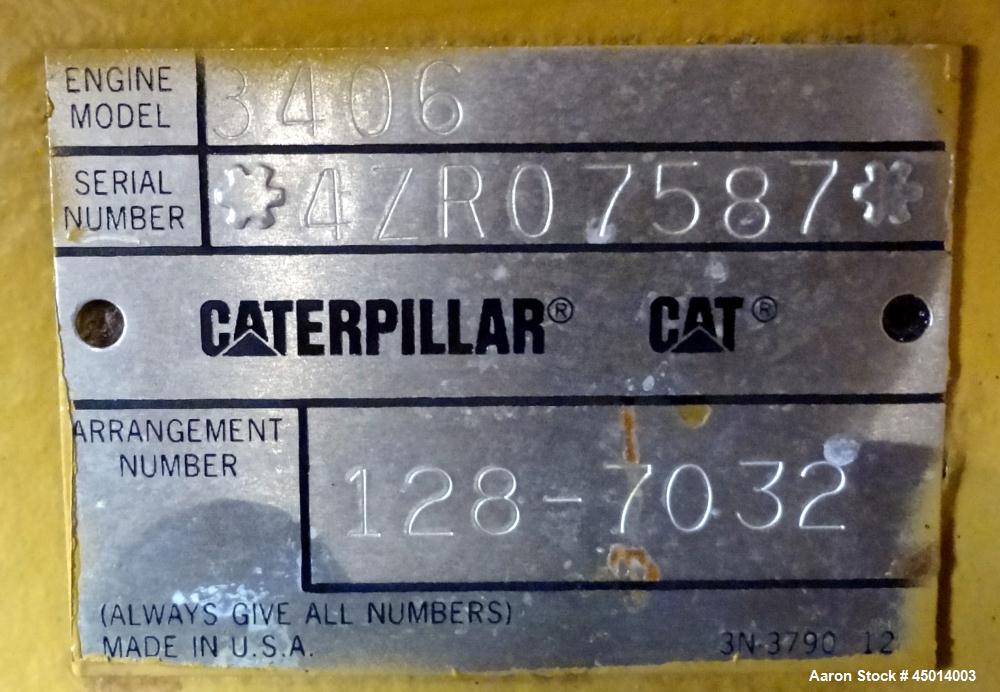 ENGINE MODEL 3406
SERIAL NUMBER *4ZR07587*
CATERPILLAR® CAT®
ARRANGEMENT
NUMBER
128-7032
(ALWAYS GIVE ALL NUMBERS)
MADE IN U.S.A. 3N-3790 12
Aaron Stock # 45014003